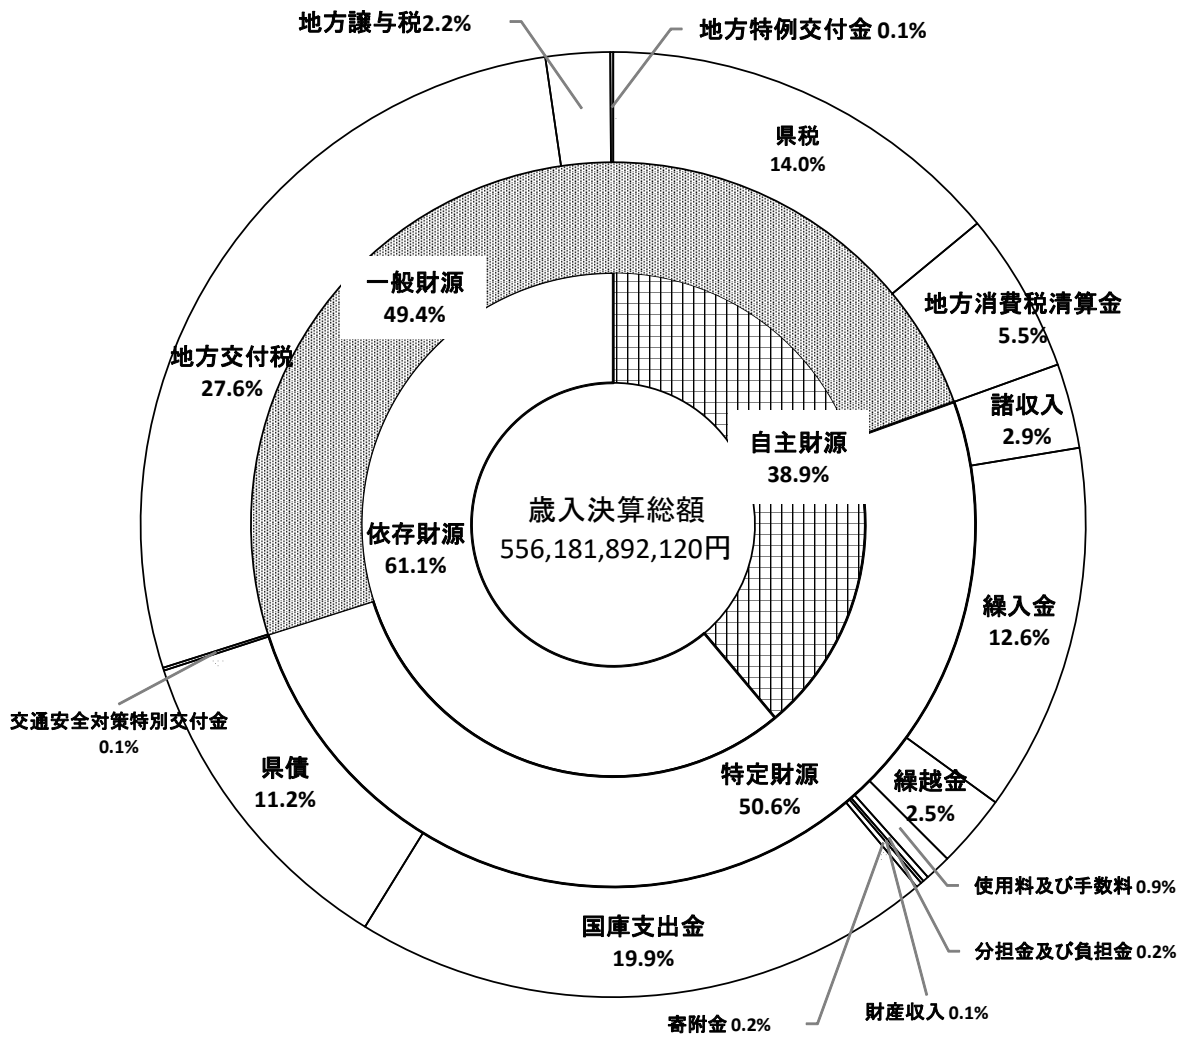 地方譲与税2.2%
地方特例交付金 0.1%
県税
14.0%
一般財源
49.4%
地方消費税清算金
5.5%
地方交付税
27.6%
諸収入
2.9%
自主財源
38.9%
歳入決算総額
556,181,892,120円
依存財源
61.1%
繰入金
12.6%
交通安全対策特別交付金
0.1%
県債
11.2%
特定財源
50.6%
繰越金
2.5%
使用料及び手数料 0.9%
国庫支出金
19.9%
分担金及び負担金 0.2%
財産収入 0.1%
寄附金 0.2%